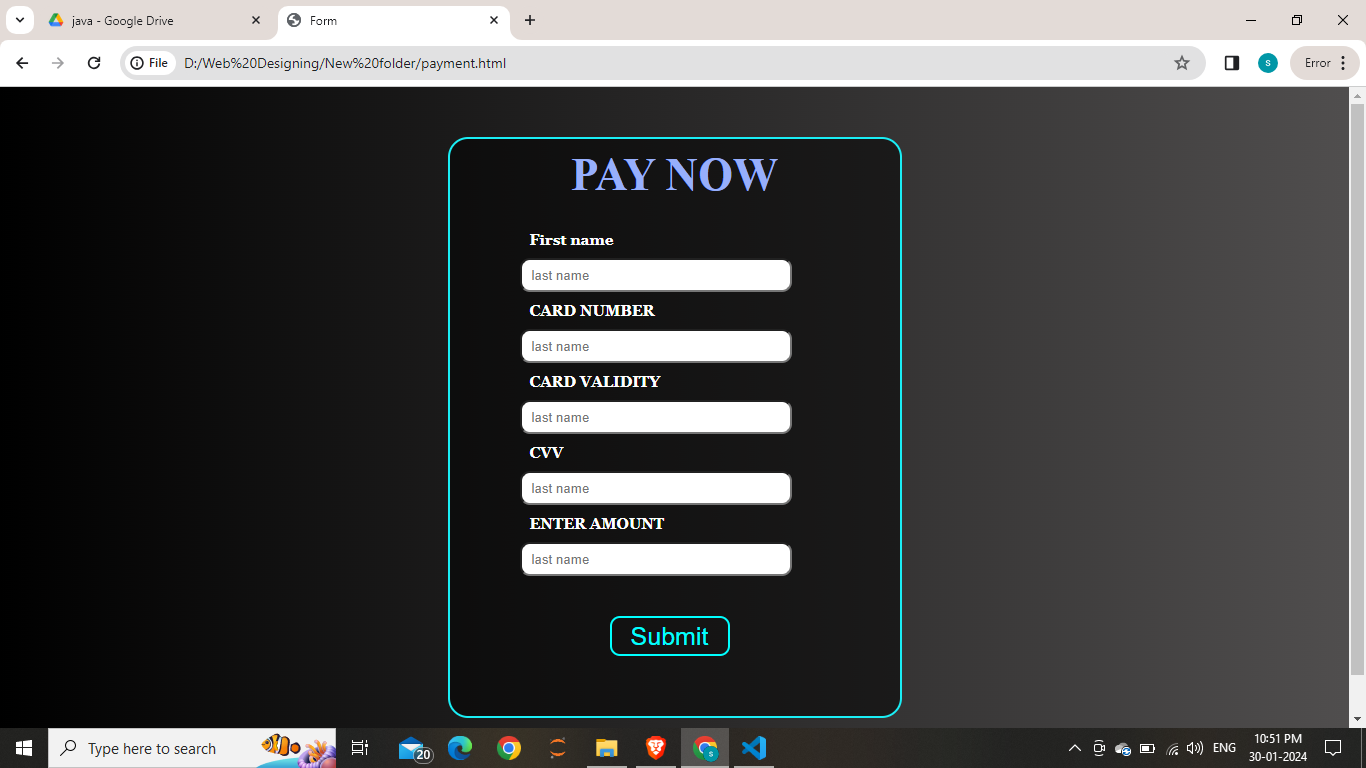 java - Google Drive
Form
File
D:/Web%20Designing/New%20folder/payment.html
s
Error
PAY NOW
First name
last name
CARD NUMBER
last name
CARD VALIDITY
last name
CVV
last name
ENTER AMOUNT
last name
Submit
Type here to search
20
s
ENG
10:51 PM
30-01-2024